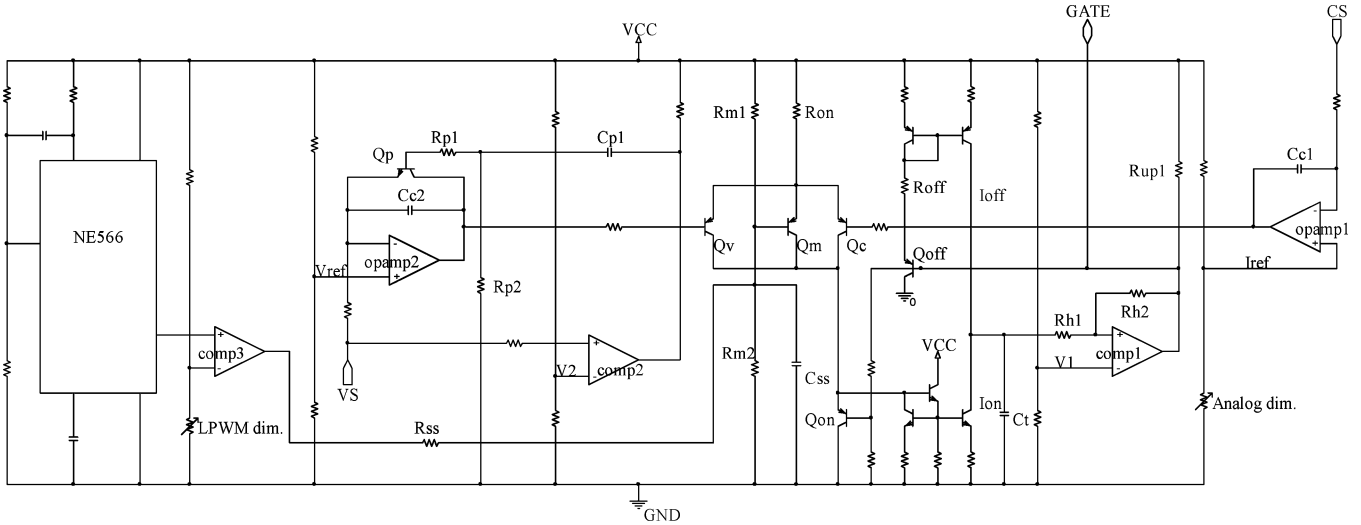 GATE
CS
VCC
Rm1
Ron
Rp1
Cp1
Qp
Cc1
Rup1
Cc2
Roff
Ioff
NE566
opamp1
Qv
Qm
Qc
Qoff
opamp2
Vref
Iref
Rp2
0
Rh2
Rh1
VCC
comp3
Rm2
V1
comp1
V2
comp2
Css
VS
Ion
LPWM dim.
Analog dim.
Qon
Ct
Rss
GND